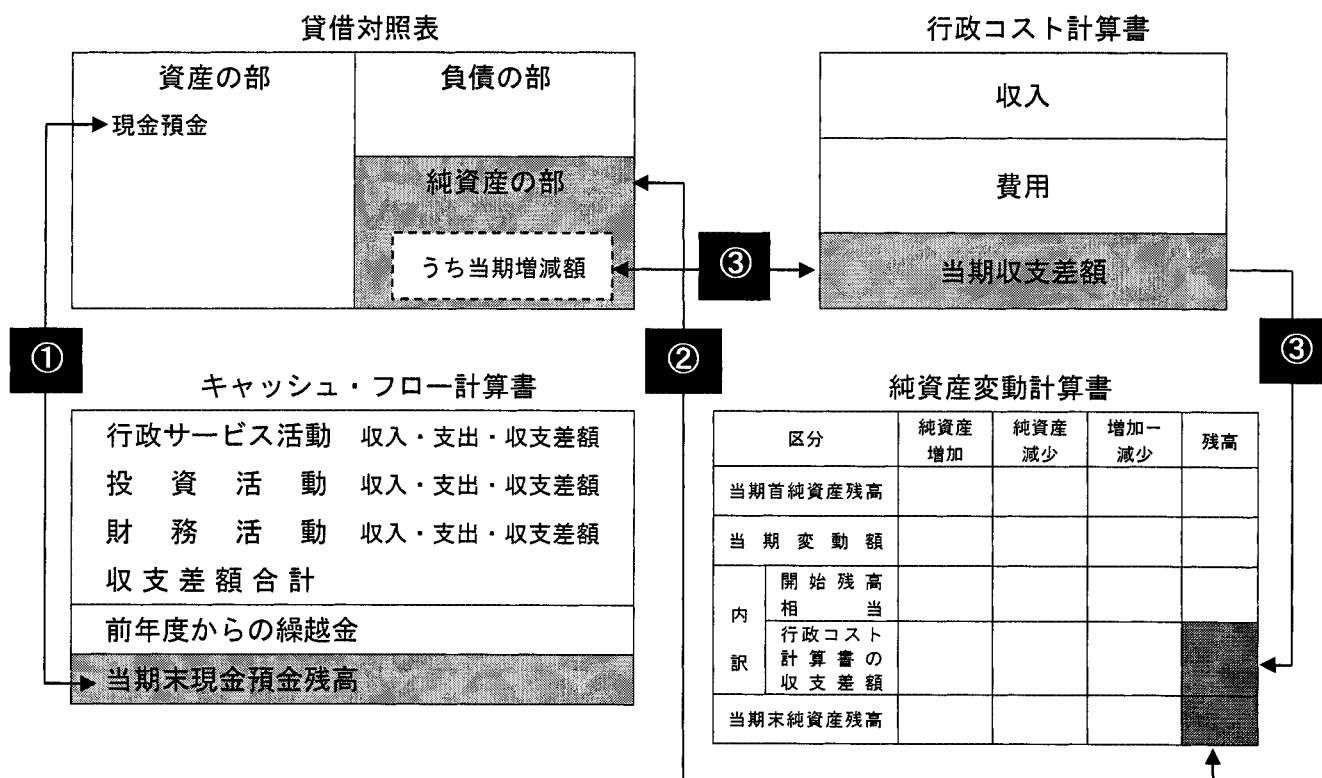 貸借対照表
資産の部
現金預金
負債の部
純資産の部
うち当期増減額
行政コスト計算書
収入
費用
当期収支差額
③
③
①
②
キャッシュ・フロー計算書
行政サービス活動 収入・支出・収支差額
投資活動 収入・支出・収支差額
財務活動 収入・支出・収支差額
収支差額合計
前年度からの繰越金
当期末現金預金残高
純資産変動計算書
区分 純資産 純資産 増加ー 残高
増加 減少 減少
当期首純資産残高
当期変動額
内訳
開始残高
相当
行政コスト
計算書の
収支差額
当期末純資産残高